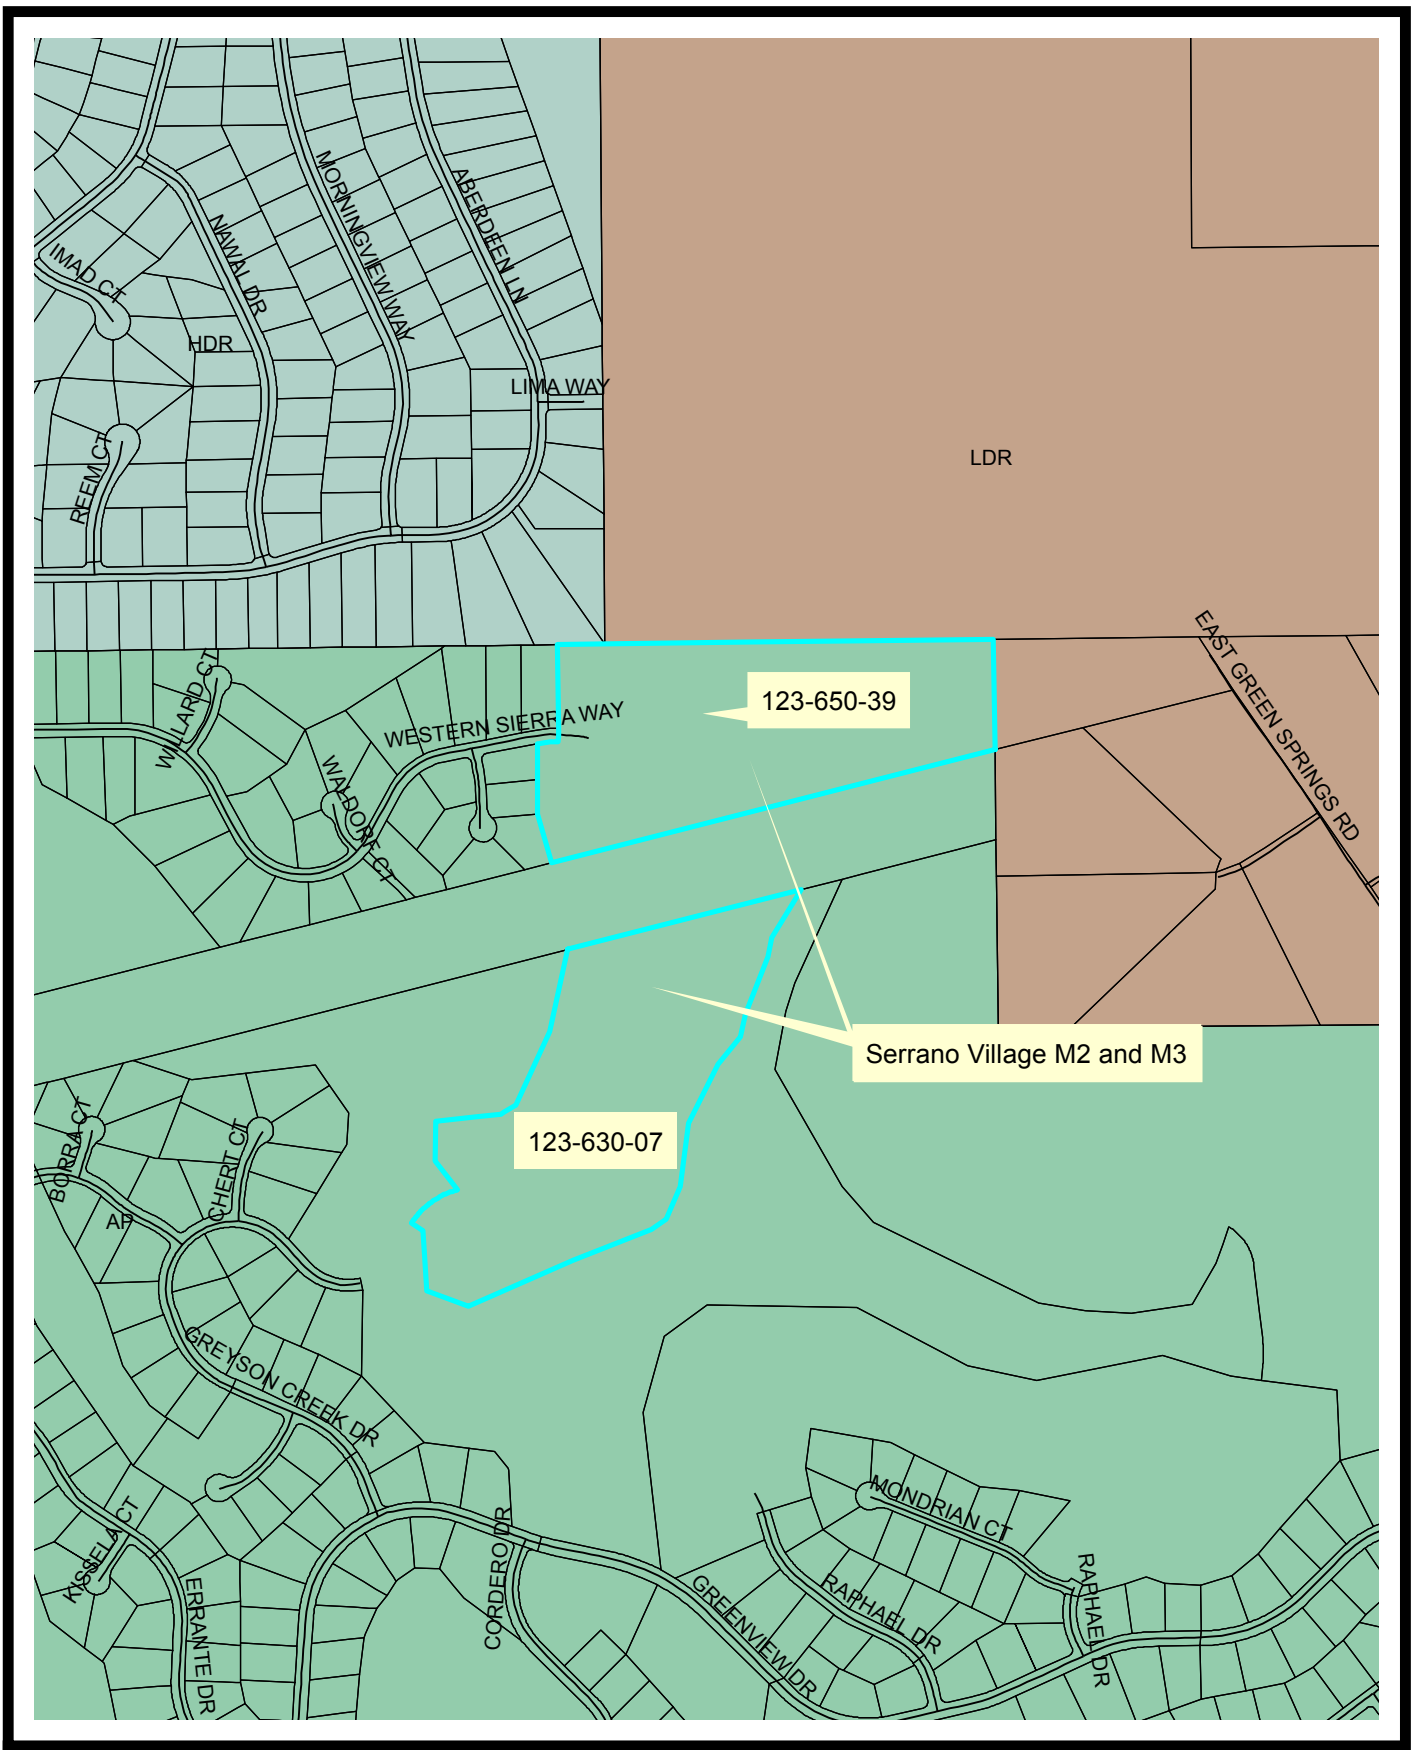 MORNINGVIEW WAY
ABERDEEN LN
NAWAL DR
IMAD CT
HDR
LIMA WAY
REEM CT
LDR
EAST GREEN SPRINGS RD
WILLARD CT
123-650-39
WESTERN SIERRA WAY
WALDORF CT
Serrano Village M2 and M3
BORRA CT
CHERT CT
123-630-07
AP
GREYSON CREEK DR
MONDRIAN CT
KISSELA CT
CORDERO DR
ERRANTE DR
GREENVIEW DR
RAPHAEL DR
RAPHAEL DR